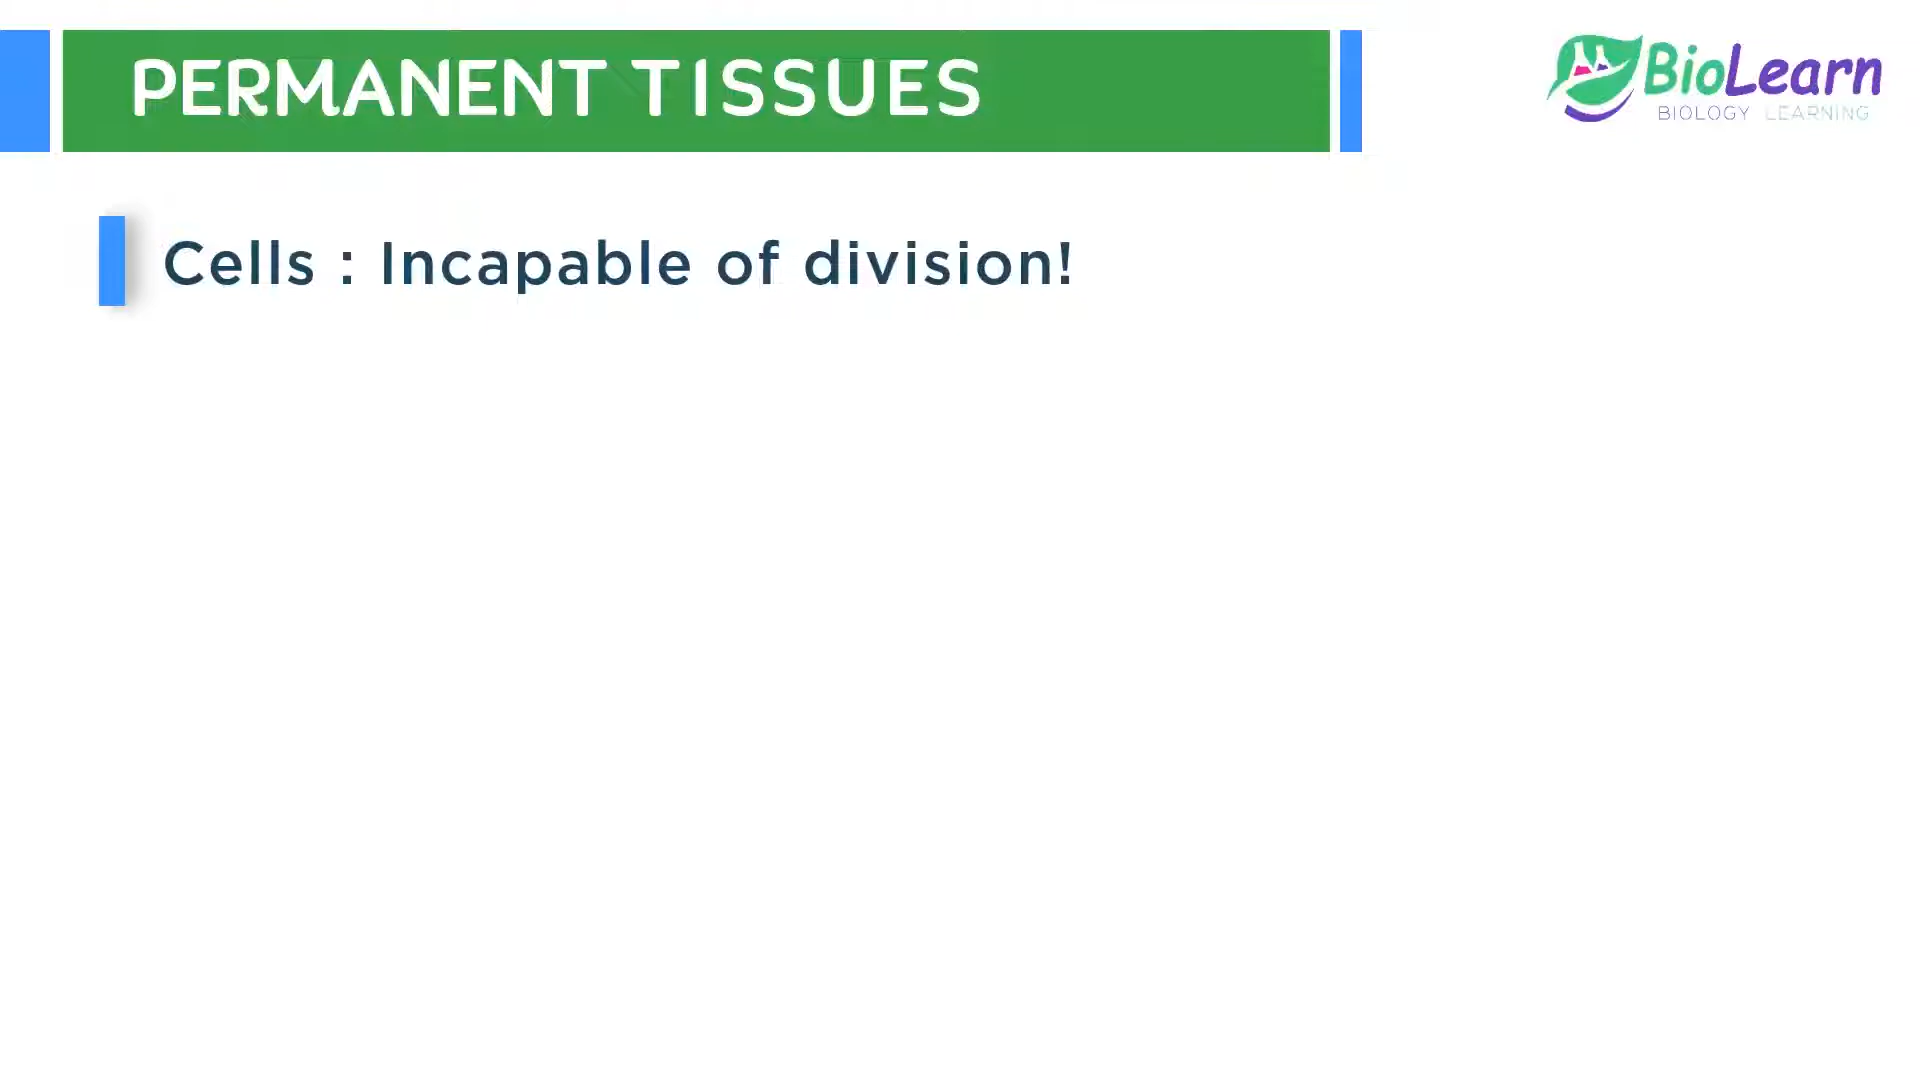 PERMANENT TISSUES
BioLearn
BIOLOGY LEARNING
Cells : Incapable of division!